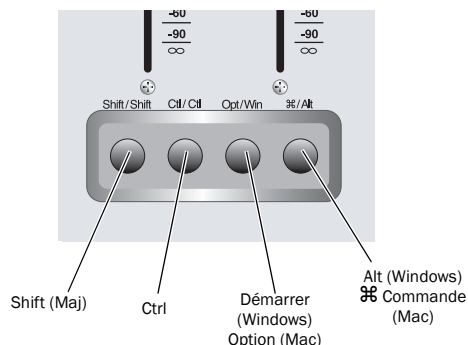 -60 -60
-90 -90
∞ ∞
Shift/Shift Ctl/Ctl Opt/Win ⌘/Alt
Shift (Maj)
Ctrl
Démarrer
(Windows)
Option (Mac)
Alt (Windows)
⌘ Commande
(Mac)